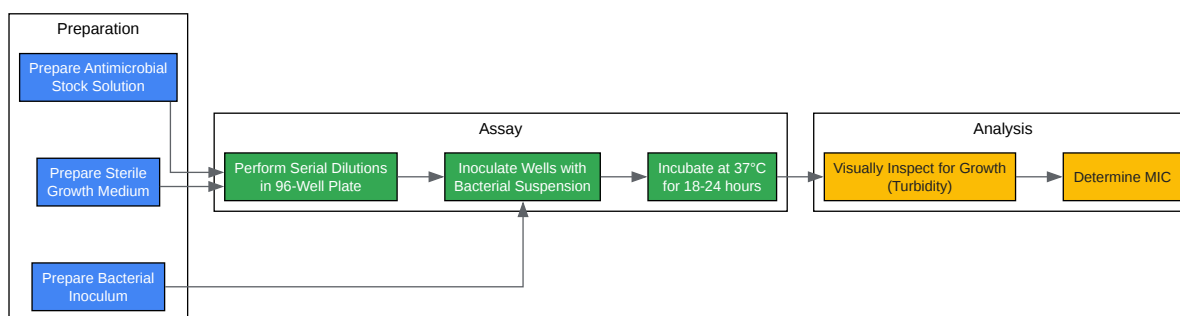 Preparation
Prepare Antimicrobial
Stock Solution
Prepare Sterile
Growth Medium
Prepare Bacterial
Inoculum
Assay
Perform Serial Dilutions
in 96-Well Plate
Inoculate Wells with
Bacterial Suspension
Incubate at 37°C
for 18-24 hours
Analysis
Visually Inspect for Growth
(Turbidity)
Determine MIC